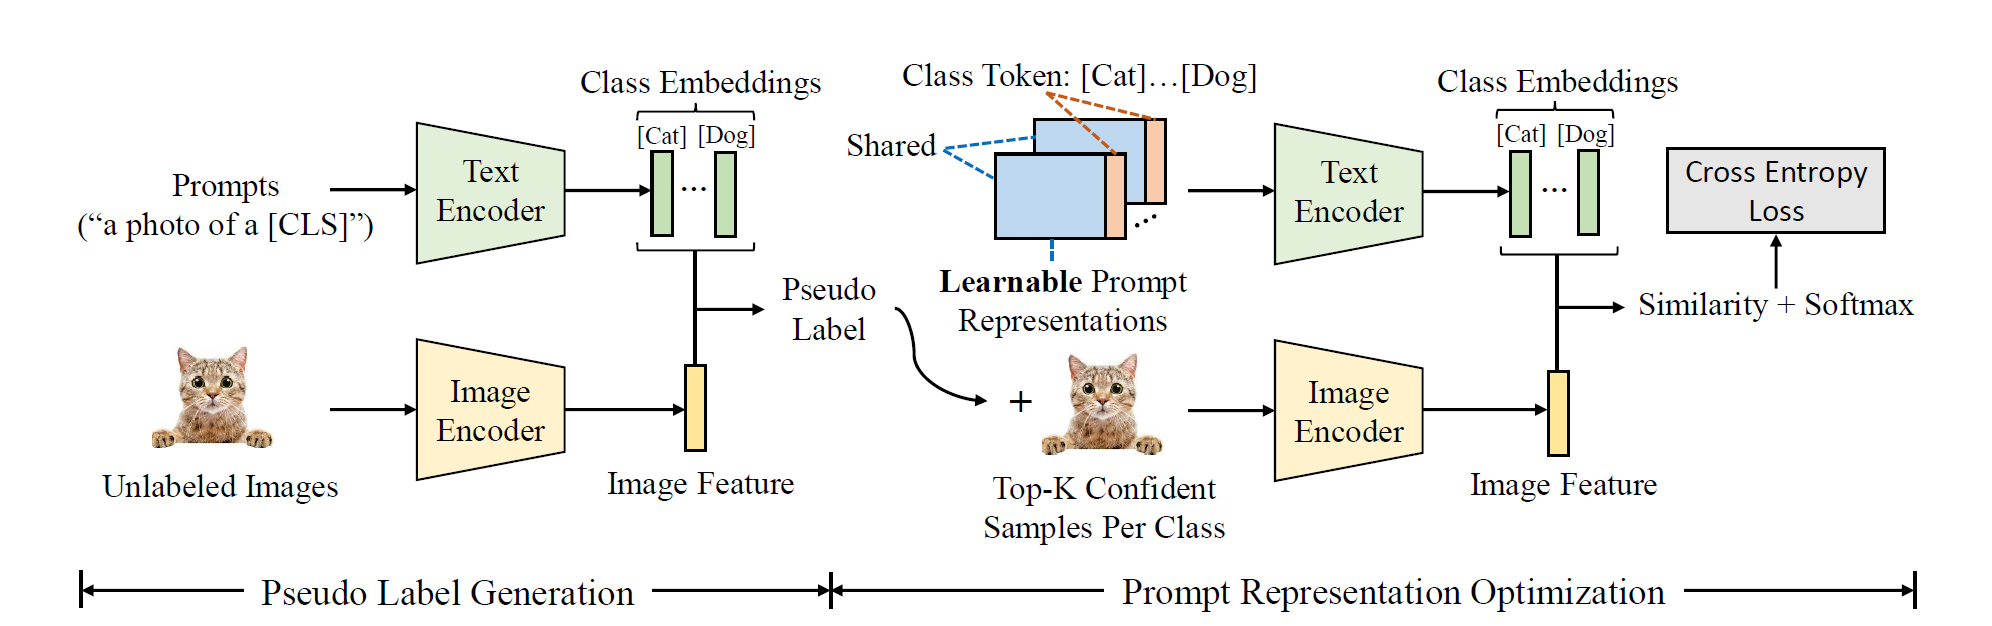 Class Embeddings
[Cat] [Dog]
...
Text
Encoder
Prompts
(“a photo of a [CLS]”)
Pseudo
Label
Image
Encoder
Unlabeled Images
Image Feature
Pseudo Label Generation
Class Token: [Cat]...[Dog]
Shared
...
Learnable Prompt
Representations
+
Top-K Confident
Samples Per Class
Text
Encoder
Class Embeddings
[Cat] [Dog]
...
Cross Entropy
Loss
Similarity + Softmax
Image
Encoder
Image Feature
Prompt Representation Optimization